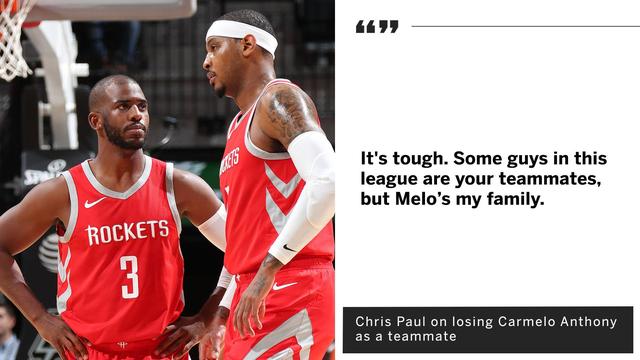 ““””
It's tough. Some guys in this
league are your teammates,
but Melo’s my family.
Chris Paul on losing Carmelo Anthony
as a teammate
ROCKETS
3
ROCKETS
AT&T